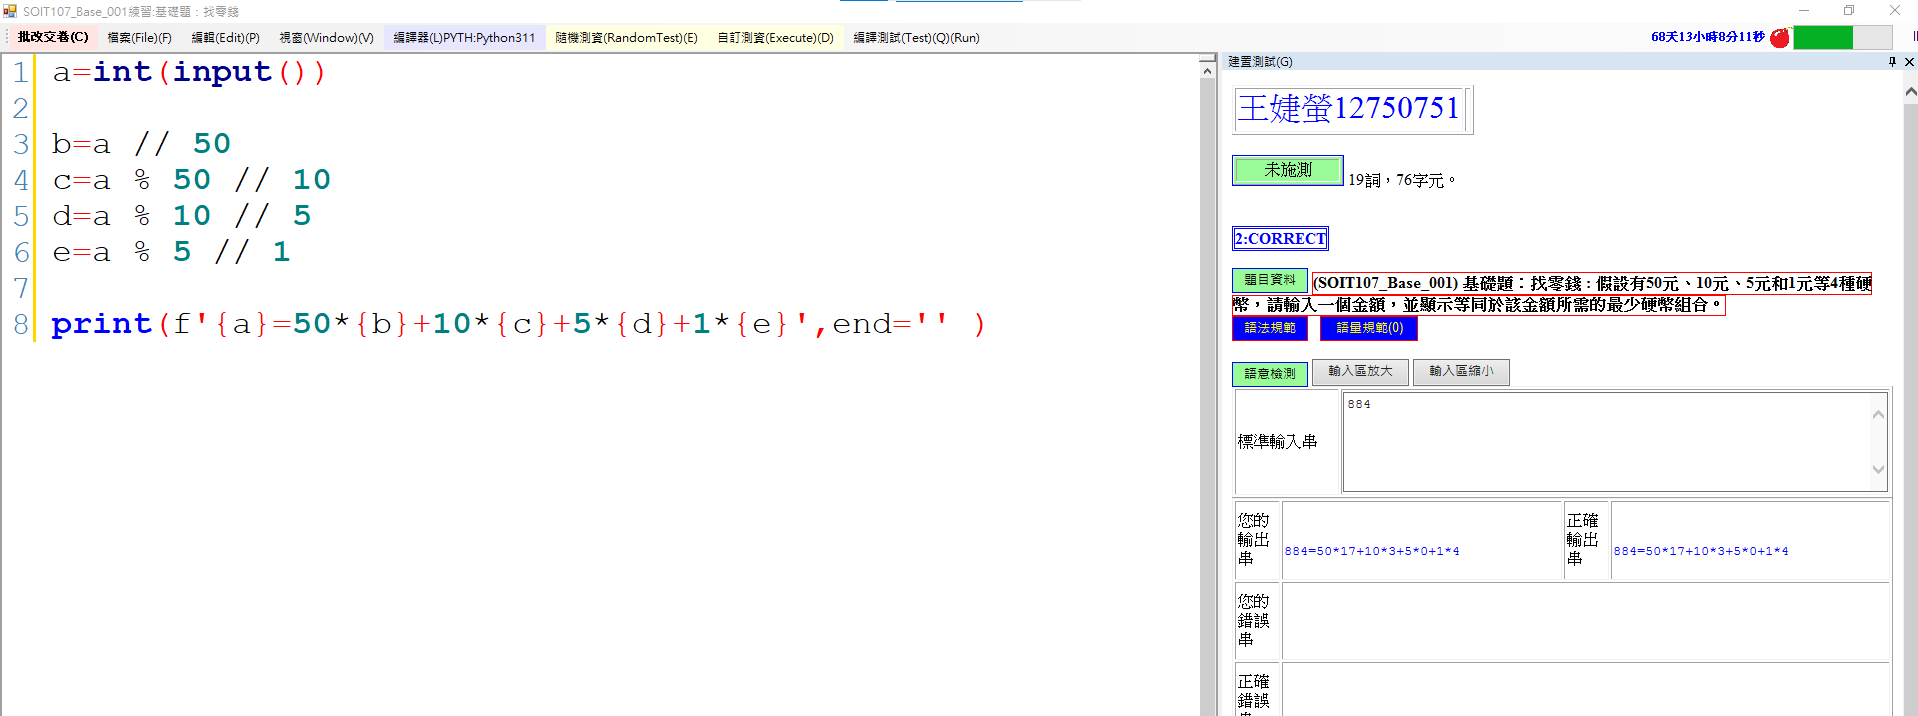 SOIT107_Base_001練習:基礎題：找零錢
批改交卷(C) 檔案(File)(F) 編輯(Edit)(P) 視窗(Window)(V) 編譯器(L)PYTH:Python311 隨機測資(RandomTest)(E) 自訂測資(Execute)(D) 編譯測試(Test)(Q)(Run) 68天13小時8分11秒
1 a=int(input())
2
3 b=a // 50
4 c=a % 50 // 10
5 d=a % 10 // 5
6 e=a % 5 // 1
7
8 print(f'{a}=50*{b}+10*{c}+5*{d}+1*{e}',end='' )
建置測試(G)
王婕螢12750751
未施測 19詞，76字元。
2:CORRECT
題目資料 (SOIT107_Base_001) 基礎題：找零錢 : 假設有50元、10元、5元和1元等4種硬
幣，請輸入一個金額，並顯示等同於該金額所需的最少硬幣組合。
語法規範 語量規範(0)
語意檢測 輸入區放大 輸入區縮小
標準輸入串 884
您的
輸出
串
884=50*17+10*3+5*0+1*4
正確
輸出
串
884=50*17+10*3+5*0+1*4
您的
錯誤
串
正確
錯誤